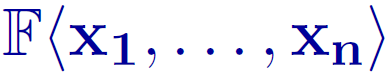 𝔽⟨x₁, . . . , xₙ⟩